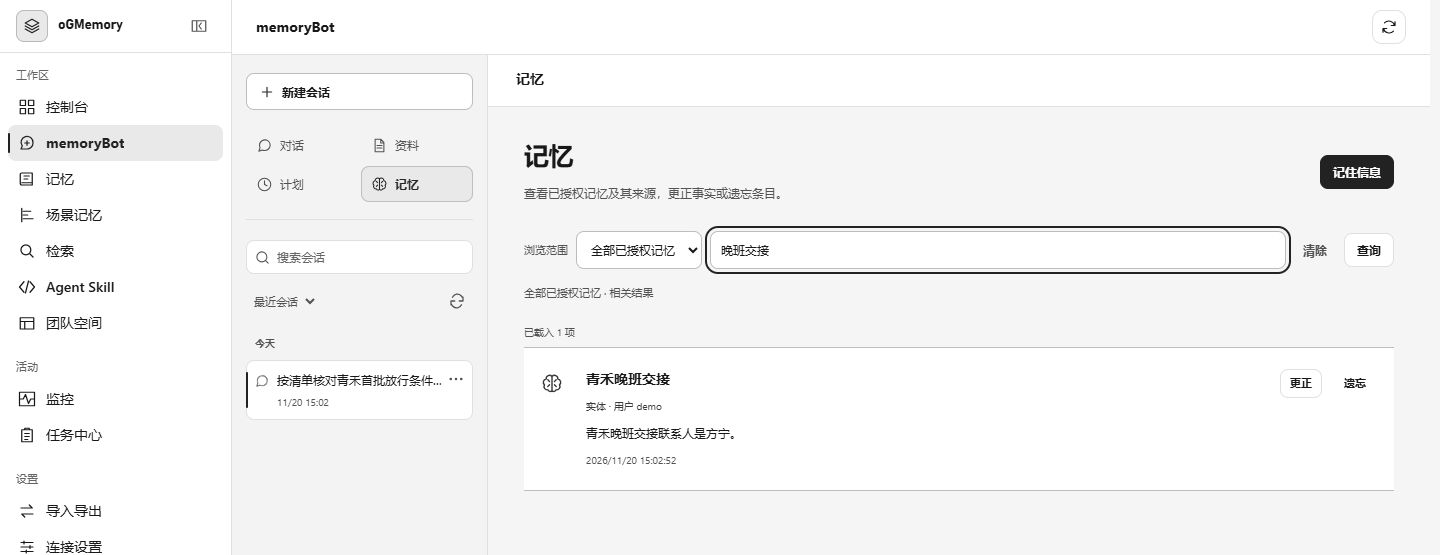 oGMemory
工作区
控制台
memoryBot
记忆
场景记忆
检索
Agent Skill
团队空间
活动
监控
任务中心
设置
导入导出
连接设置
memoryBot
新建会话
对话
资料
计划
记忆
搜索会话
最近会话
今天
按清单核对青禾首批放行条件...
11/20 15:02
记忆
记忆
查看已授权记忆及其来源，更正事实或遗忘条目。
记住信息
浏览范围
全部已授权记忆
晚班交接
清除
查询
全部已授权记忆 · 相关结果
已载入 1 项
青禾晚班交接
更正
遗忘
实体 · 用户 demo
青禾晚班交接联系人是方宁。
2026/11/20 15:02:52